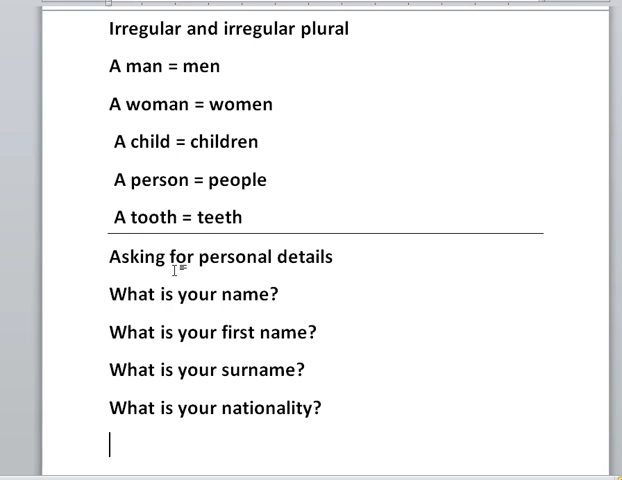 Irregular and irregular plural
A man = men
A woman = women
A child = children
A person = people
A tooth = teeth
Asking for personal details
What is your name?
What is your first name?
What is your surname?
What is your nationality?